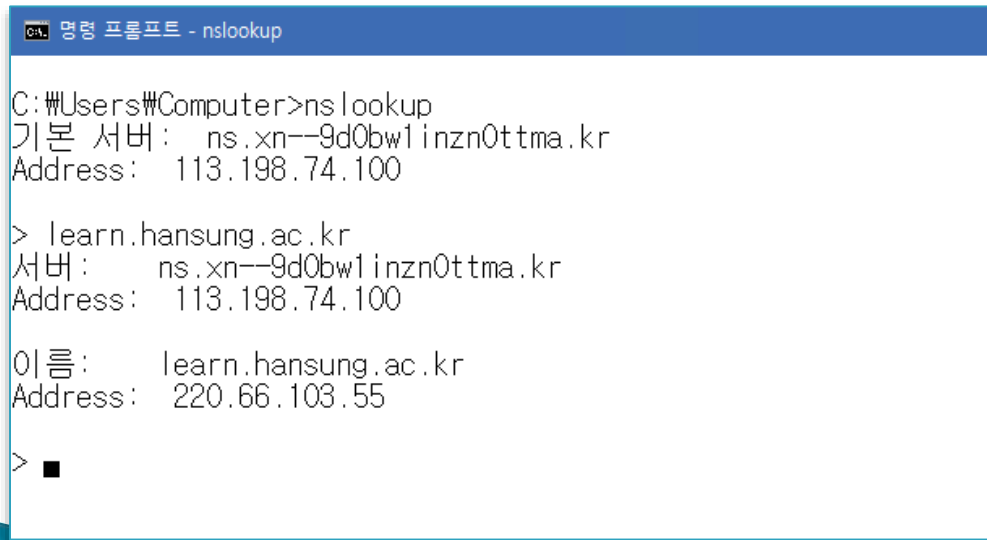 명령 프롬프트 - nslookup
C:₩Users₩Computer>nslookup
기본 서버:  ns.xn--9d0bw1inzn0ttma.kr
Address:  113.198.74.100
> learn.hansung.ac.kr
서버:    ns.xn--9d0bw1inzn0ttma.kr
Address:  113.198.74.100
이름:    learn.hansung.ac.kr
Address:  220.66.103.55
>